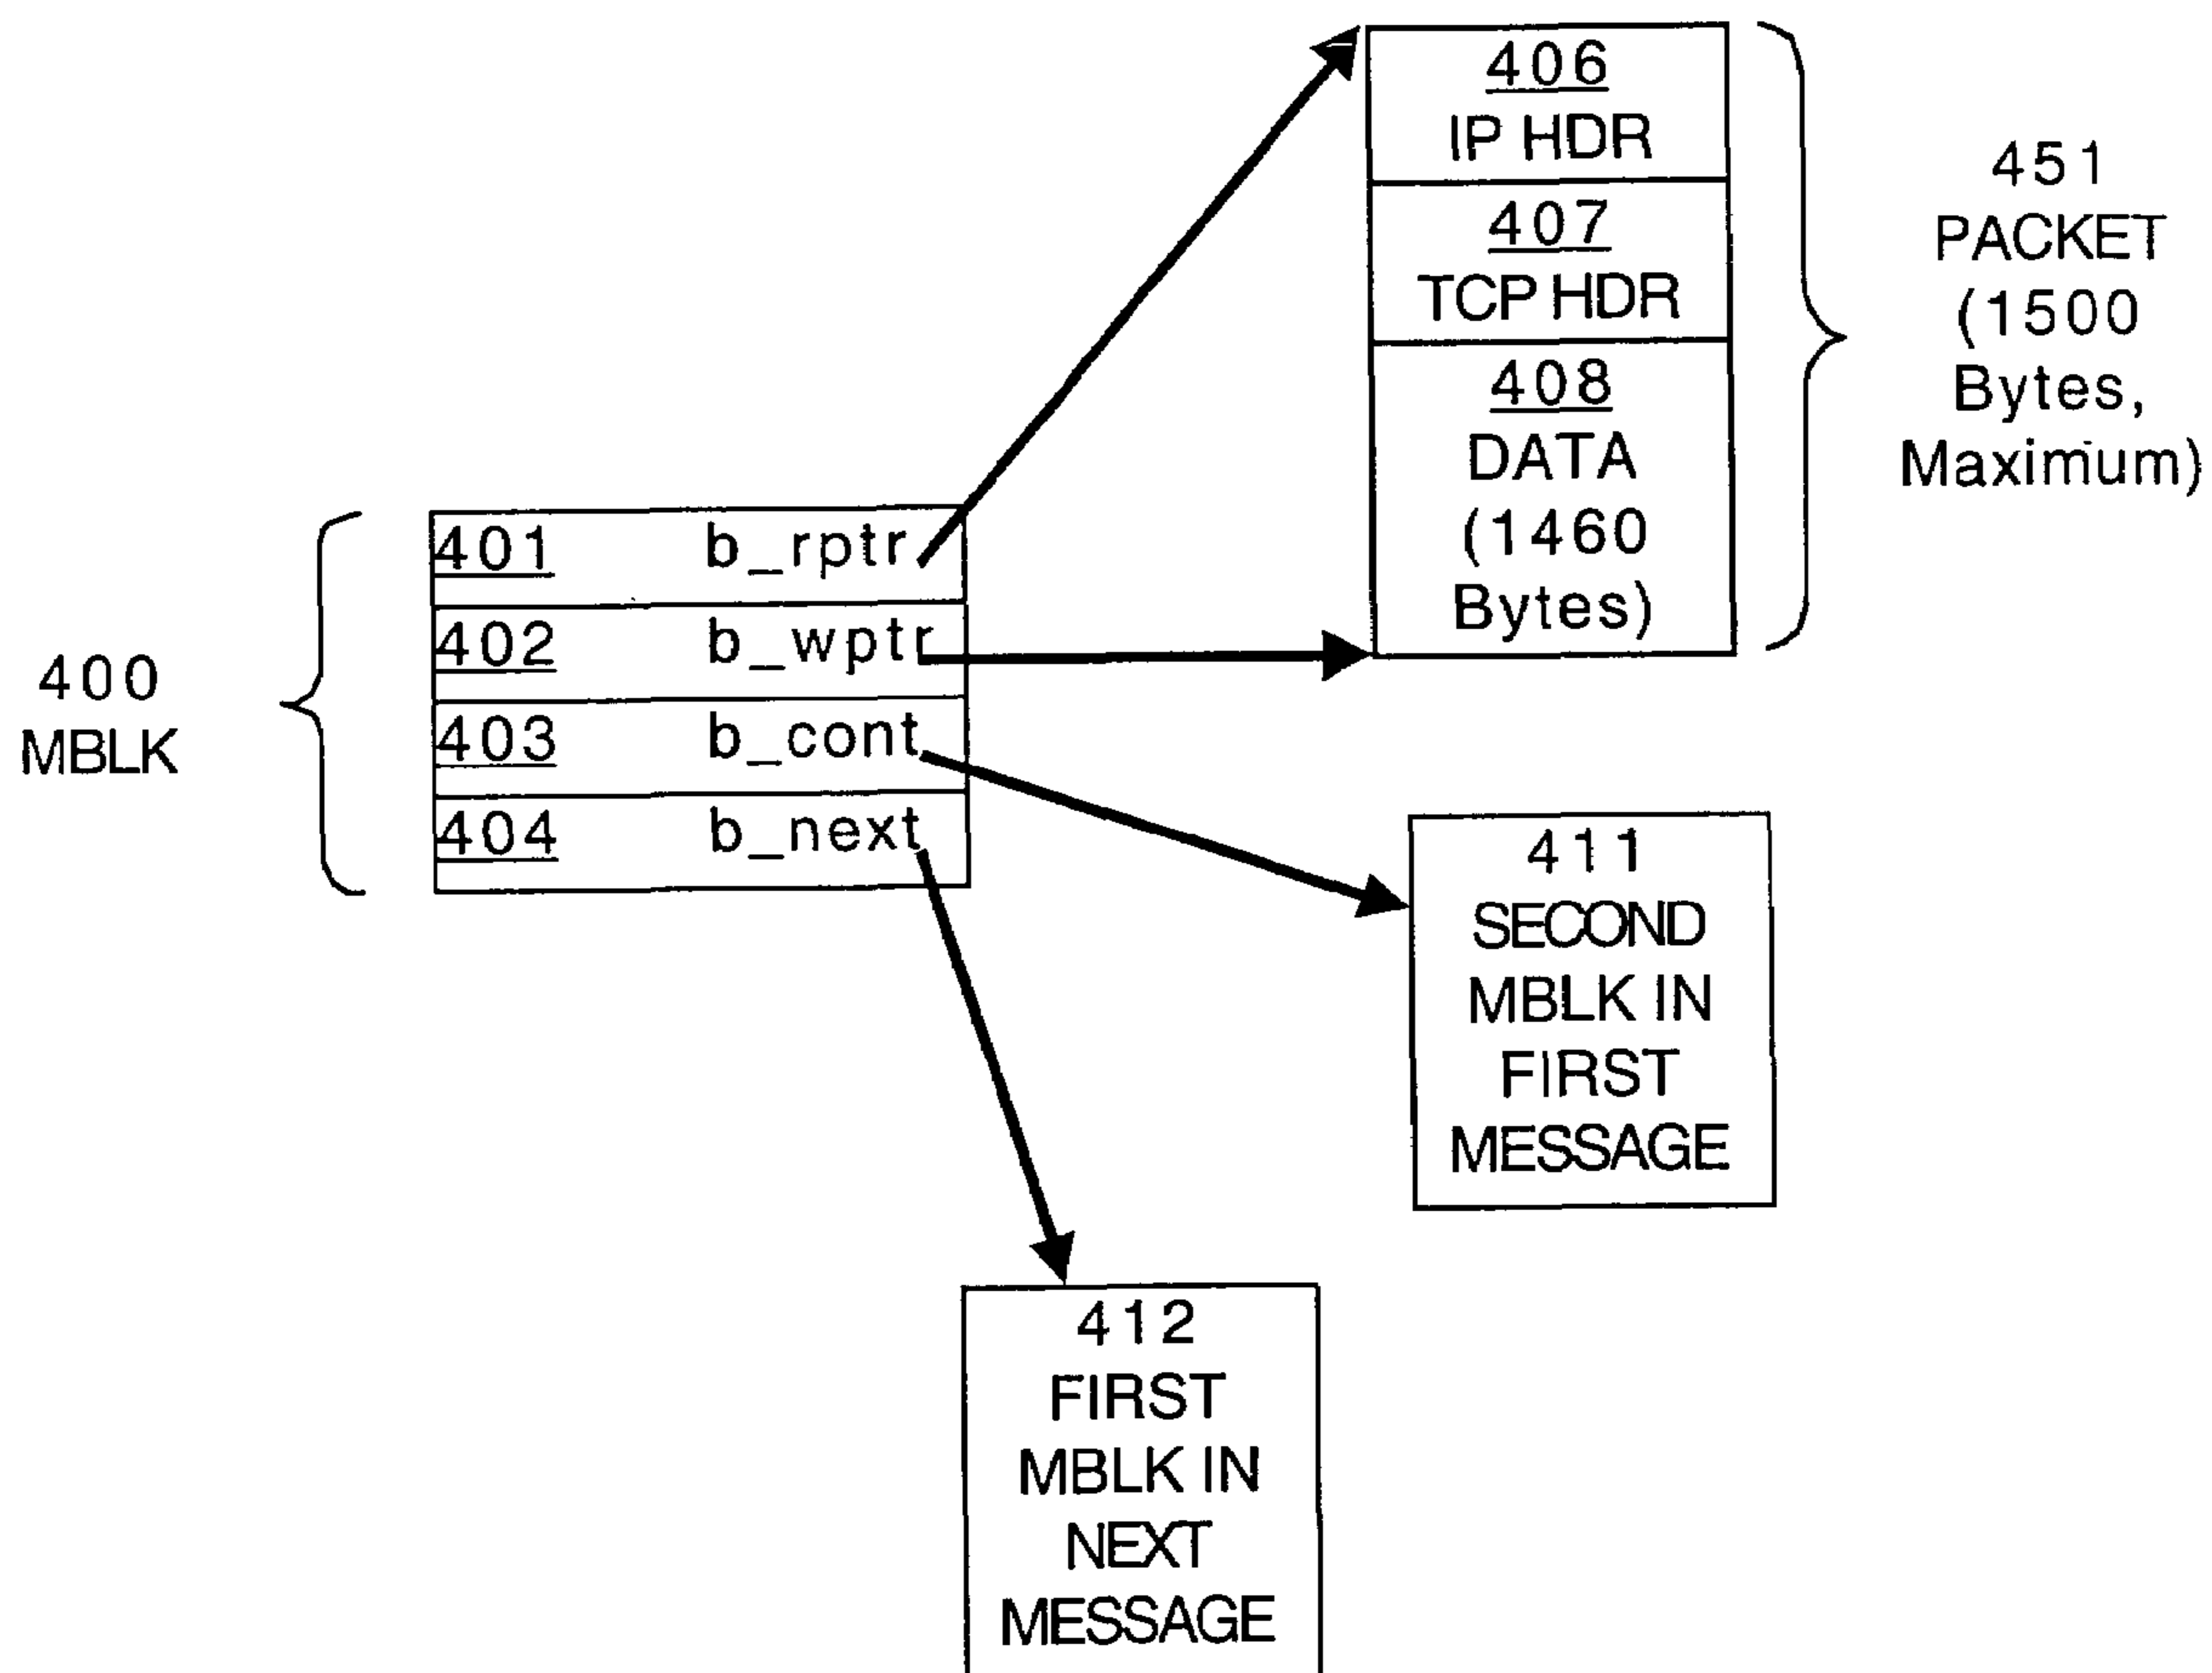 406
IP HDR
407
TCP HDR
408
DATA
(1460
Bytes)
451
PACKET
(1500
Bytes,
Maximum)
400
MBLK
401 b_rptr
402 b_wptr
403 b_cont
404 b_next
411
SECOND
MBLK IN
FIRST
MESSAGE
412
FIRST
MBLK IN
NEXT
MESSAGE